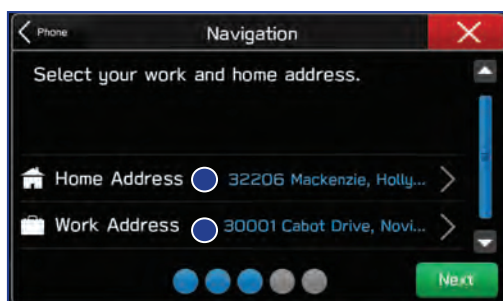 Phone
Navigation
Select your work and home address.
Home Address 32206 Mackenzie, Holly...
Work Address 30001 Cabot Drive, Novi...
Next